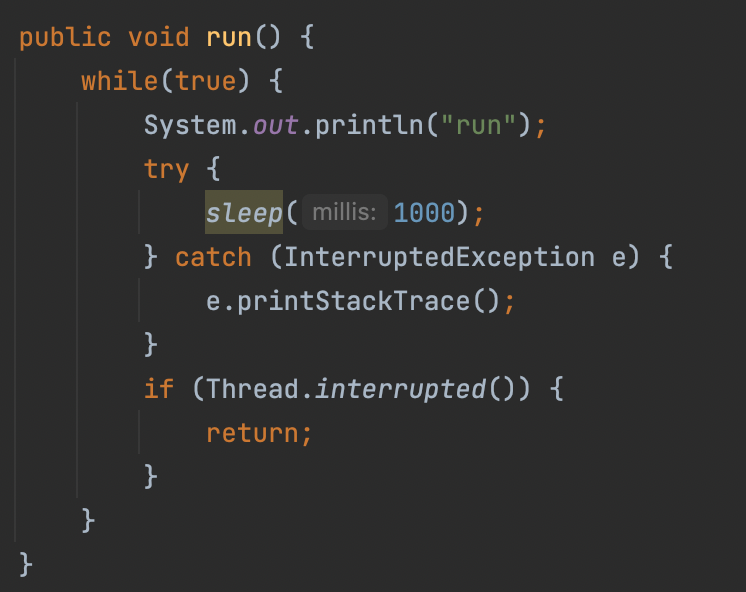 public void run() {
while(true) {
System.out.println("run");
try {
sleep( millis: 1000);
} catch (InterruptedException e) {
e.printStackTrace();
}
if (Thread.interrupted()) {
return;
}
}
}